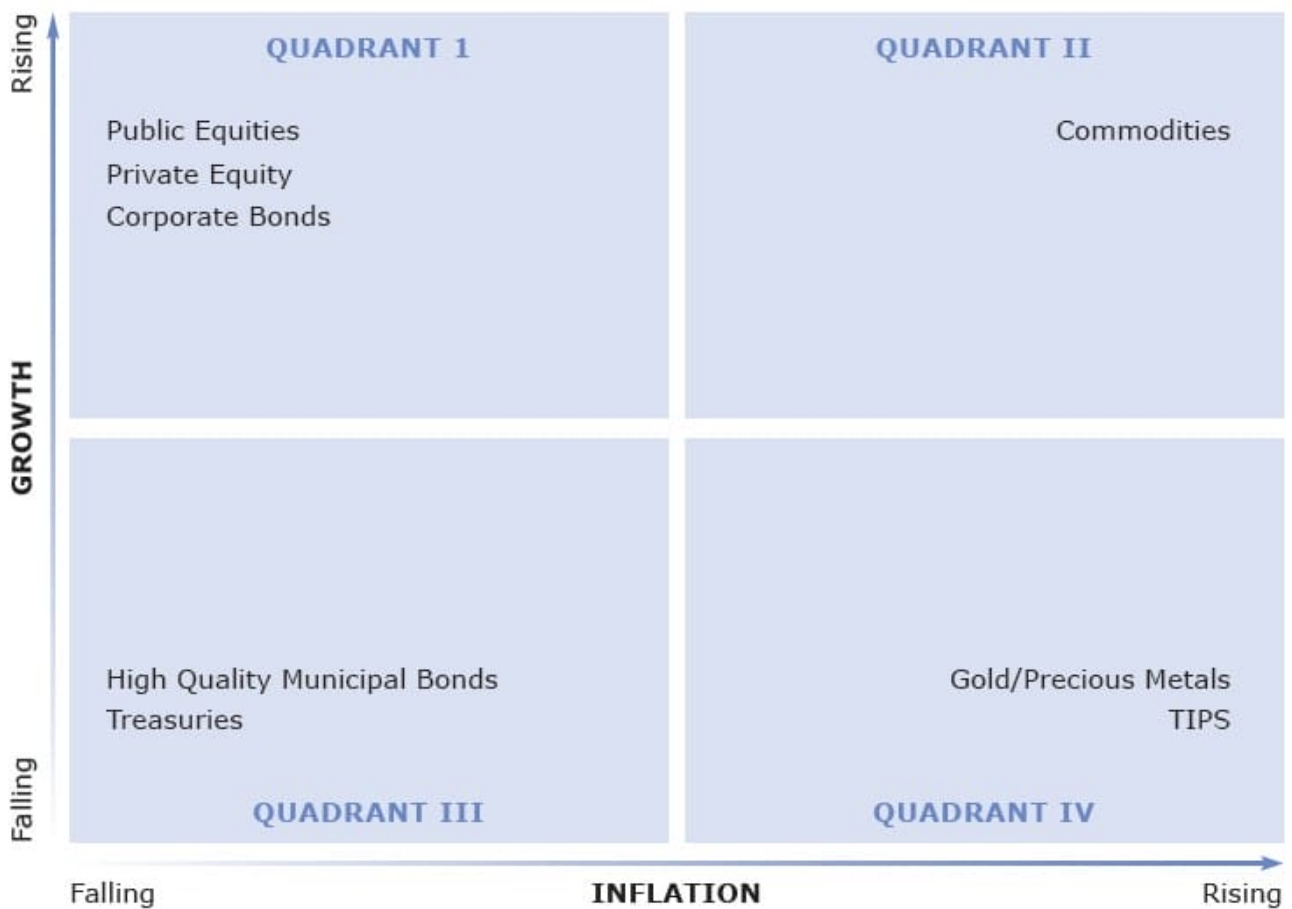 Rising
QUADRANT 1
Public Equities
Private Equity
Corporate Bonds
QUADRANT II
Commodities
GROWTH
High Quality Municipal Bonds
Treasuries
QUADRANT III
Gold/Precious Metals
TIPS
QUADRANT IV
Falling
Falling
INFLATION
Rising